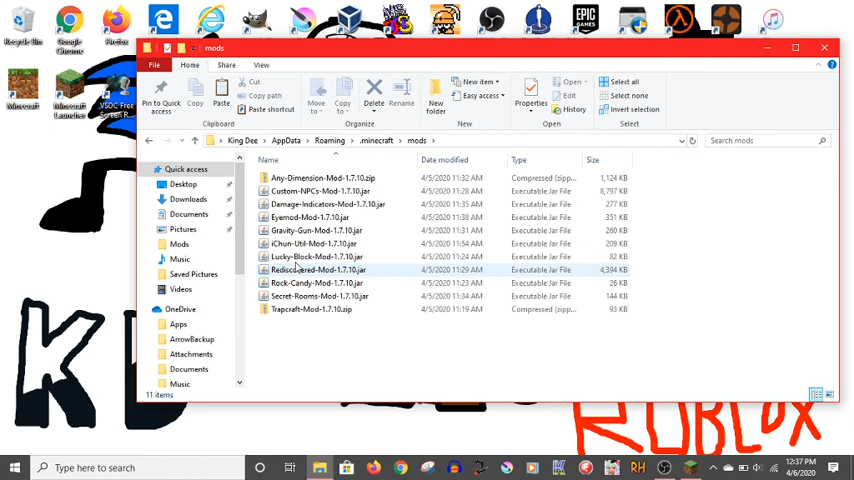 Recycle Bin
Google Chrome
Firefox
EPIC GAMES
Minecraft
Minecraft Launcher
VSDC Free Screen R...
mods
File
Home
Share
View
Pin to Quick access
Copy
Paste
Cut
Copy path
Paste shortcut
Clipboard
Move to
Copy to
Delete
Rename
Organize
New folder
New item
Easy access
New
Properties
Open
Edit
History
Open
Select all
Select none
Invert selection
Select
King Dee > AppData > Roaming > .minecraft > mods
Search mods
Quick access
Desktop
Downloads
Documents
Pictures
Mods
Music
Saved Pictures
Videos
OneDrive
Apps
ArrowBackup
Attachments
Documents
Music
Name Date modified Type Size
Any-Dimension-Mod-1.7.10.zip 4/5/2020 11:32 AM Compressed (zipp... 1,124 KB
Custom-NPCs-Mod-1.7.10.jar 4/5/2020 11:28 AM Executable Jar File 8,797 KB
Damage-Indicators-Mod-1.7.10.jar 4/5/2020 11:35 AM Executable Jar File 277 KB
Eyemod-Mod-1.7.10.jar 4/5/2020 11:28 AM Executable Jar File 351 KB
Gravity-Gun-Mod-1.7.10.jar 4/5/2020 11:31 AM Executable Jar File 260 KB
iChun-Util-Mod-1.7.10.jar 4/5/2020 11:54 AM Executable Jar File 209 KB
Lucky-Block-Mod-1.7.10.jar 4/5/2020 11:24 AM Executable Jar File 246 KB
Rediscovered-Mod-1.7.10.jar 4/5/2020 11:29 AM Executable Jar File 4,394 KB
Rock-Candy-Mod-1.7.10.jar 4/5/2020 11:23 AM Executable Jar File 26 KB
Secret-Rooms-Mod-1.7.10.jar 4/5/2020 11:34 AM Executable Jar File 144 KB
Trapcraft-Mod-1.7.10.zip 4/5/2020 11:19 AM Compressed (zipp... 93 KB
11 items
K
ROBLOX
Type here to search
RH
12:37 PM
4/6/2020